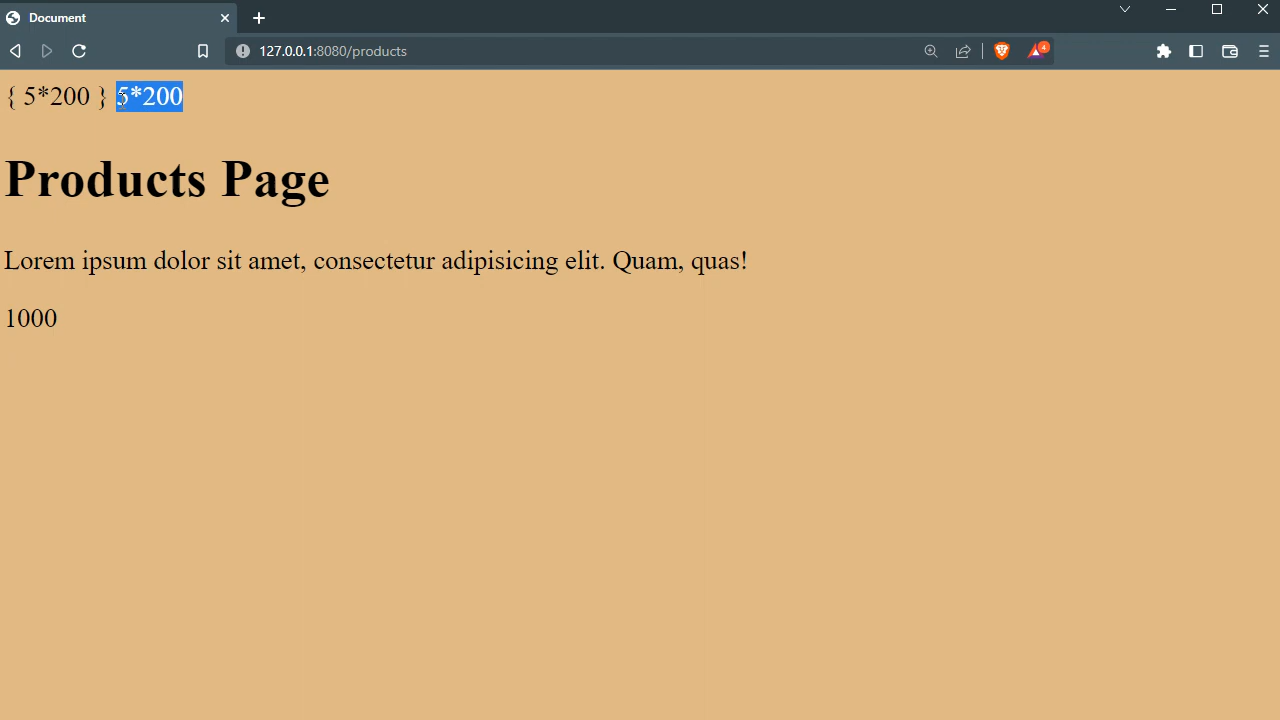 Document
127.0.0.1:8080/products
4
{ 5*200 } 5*200
Products Page
Lorem ipsum dolor sit amet, consectetur adipisicing elit. Quam, quas!
1000